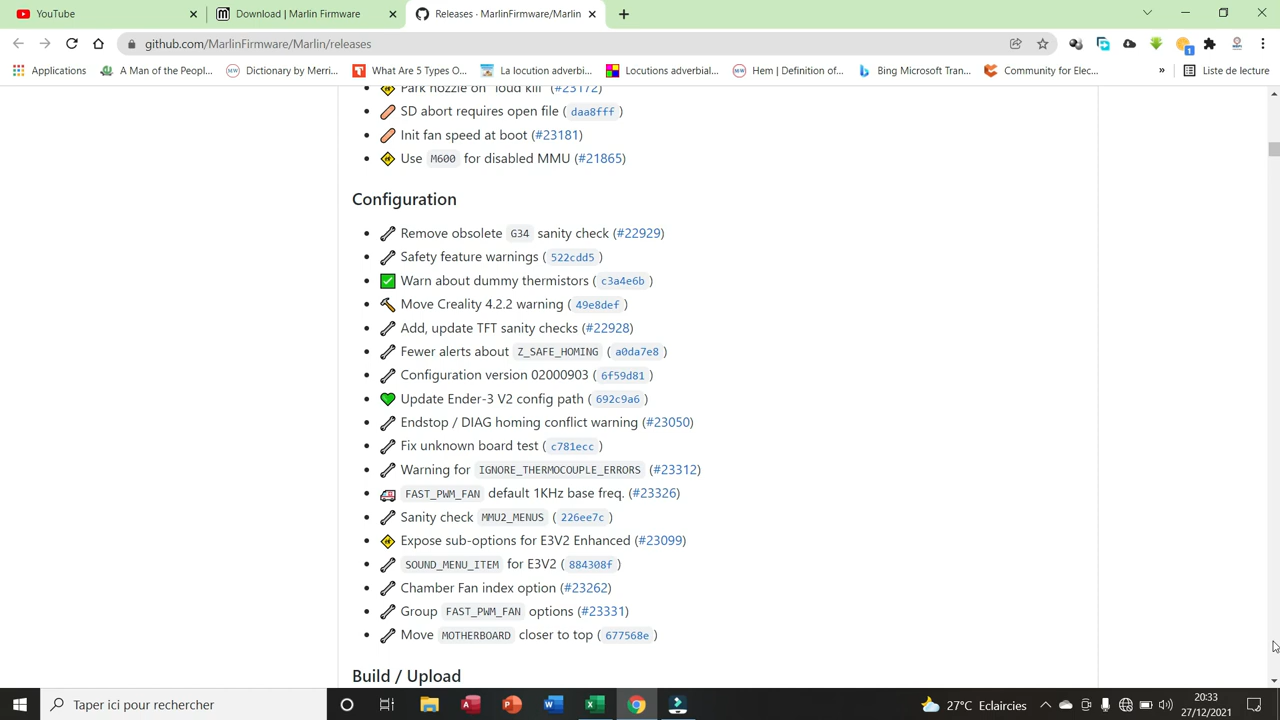 YouTube
Download | Marlin Firmware
Releases · MarlinFirmware/Marlin
github.com/MarlinFirmware/Marlin/releases
Applications
A Man of the Peopl...
Dictionary by Merri...
What Are 5 Types O...
La locution adverbi...
Locutions adverbial...
Hem | Definition of...
Bing Microsoft Tran...
Community for Elec...
»
Liste de lecture
Park nozzle on "loud kill" (#23172)
SD abort requires open file ( daa8fff )
Init fan speed at boot (#23181)
Use M600 for disabled MMU (#21865)
Configuration
Remove obsolete G34 sanity check (#22929)
Safety feature warnings ( 522cdd5 )
Warn about dummy thermistors ( c3a4e6b )
Move Creality 4.2.2 warning ( 49e8def )
Add, update TFT sanity checks (#22928)
Fewer alerts about Z_SAFE_HOMING ( a0da7e8 )
Configuration version 02000903 ( 6f59d81 )
Update Ender-3 V2 config path ( 692c9a6 )
Endstop / DIAG homing conflict warning (#23050)
Fix unknown board test ( c781ecc )
Warning for IGNORE_THERMOCOUPLE_ERRORS (#23312)
FAST_PWM_FAN default 1KHz base freq. (#23326)
Sanity check MMU2_MENUS ( 226ee7c )
Expose sub-options for E3V2 Enhanced (#23099)
SOUND_MENU_ITEM for E3V2 ( 884308f )
Chamber Fan index option (#23262)
Group FAST_PWM_FAN options (#23331)
Move MOTHERBOARD closer to top ( 677568e )
Build / Upload
Taper ici pour rechercher
27°C Eclaircies
20:33
27/12/2021